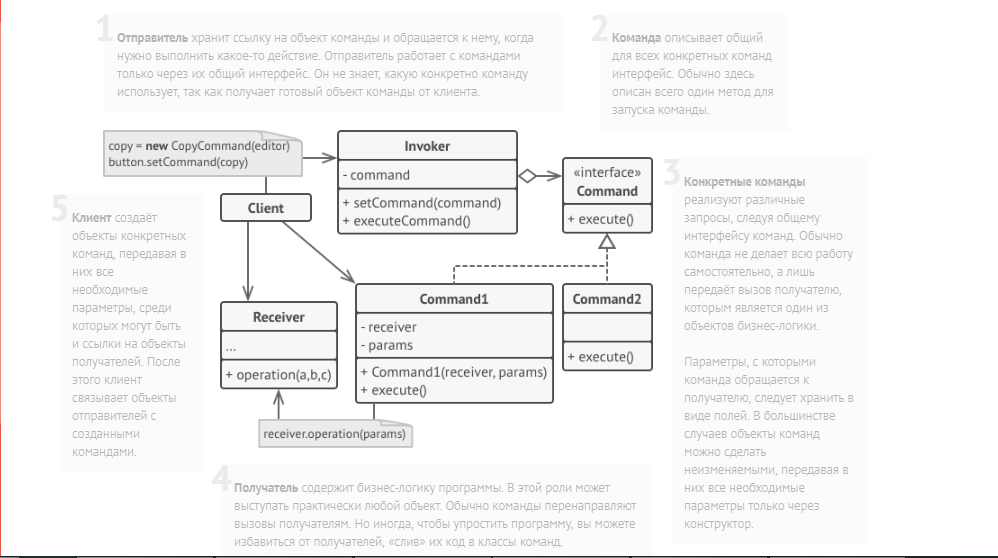 1
Отправитель хранит ссылку на объект команды и обращается к нему, когда
нужно выполнить какое-то действие. Отправитель работает с командами
только через их общий интерфейс. Он не знает, какую конкретно команду
использует, так как получает готовый объект команды от клиента.
2
Команда описывает общий
для всех конкретных команд
интерфейс. Обычно здесь
описан всего один метод для
запуска команды.
copy = new CopyCommand(editor)
button.setCommand(copy)
Invoker
- command
+ setCommand(command)
+ executeCommand()
«interface»
Command
+ execute()
3
Конкретные команды
реализуют различные
запросы, следуя общему
интерфейсу команд. Обычно
команда не делает всю работу
самостоятельно, а лишь
передаёт вызов получателю,
которым является один из
объектов бизнес-логики.
Параметры, с которыми
команда обращается к
получателю, следует хранить в
виде полей. В большинстве
случаев объекты команд
можно сделать
неизменяемыми, передавая в
них все необходимые
параметры только через
конструктор.
5
Клиент создаёт
объекты конкретных
команд, передавая в
них все
необходимые
параметры, среди
которых могут быть
и ссылки на объекты
получателей. После
этого клиент
связывает объекты
отправителей с
созданными
командами.
Client
Receiver
...
+ operation(a,b,c)
Command1
- receiver
- params
+ Command1(receiver, params)
+ execute()
Command2
+ execute()
receiver.operation(params)
4
Получатель содержит бизнес-логику программы. В этой роли может
выступать практически любой объект. Обычно команды перенаправляют
вызовы получателям. Но иногда, чтобы упростить программу, вы можете
избавиться от получателей, «слив» их код в классы команд.